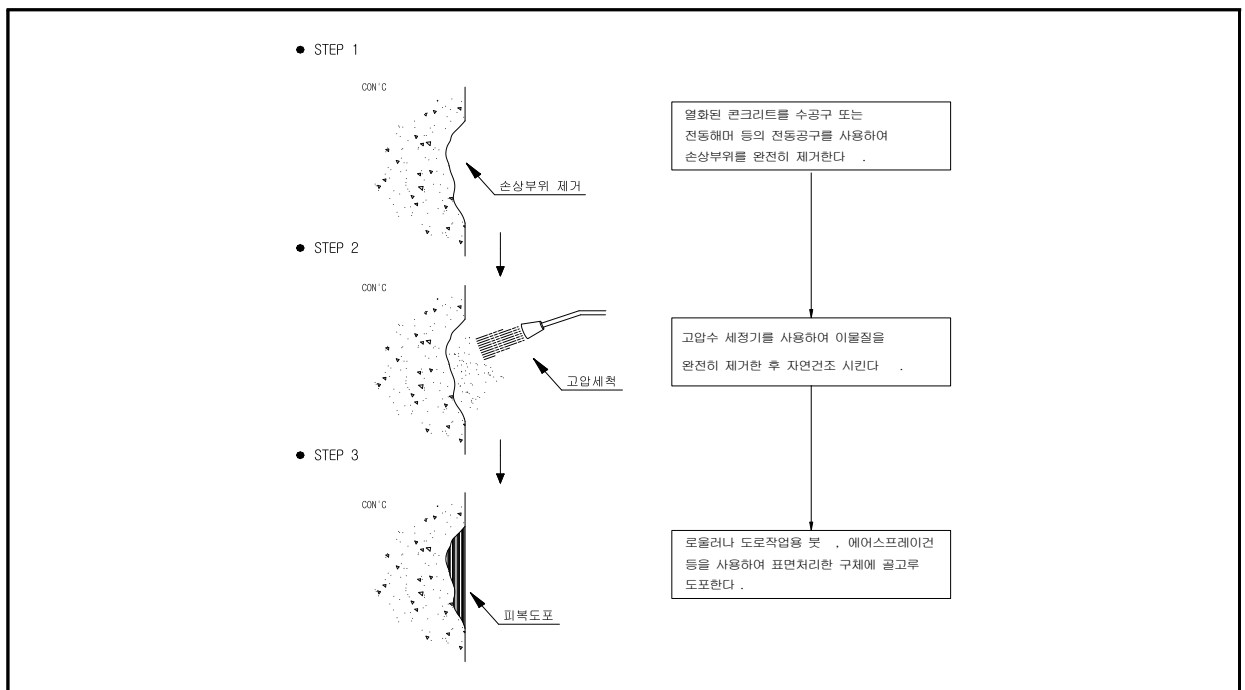 ● STEP 1
CON'C
손상부위 제거
열화된 콘크리트를 수공구 또는
전동해머 등의 전동공구를 사용하여
손상부위를 완전히 제거한다 .
● STEP 2
CON'C
고압세척
고압수 세정기를 사용하여 이물질을
완전히 제거한 후 자연건조 시킨다 .
● STEP 3
CON'C
피복도포
로울러나 도로작업용 붓 , 에어스프레이건
등을 사용하여 표면처리한 구체에 골고루
도포한다 .